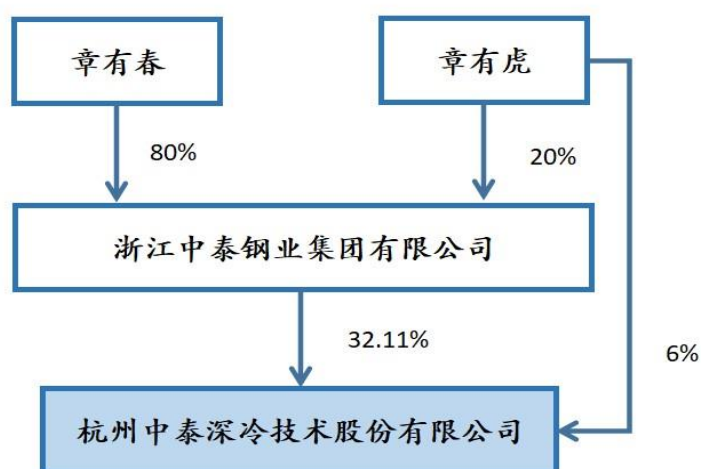 章有春
章有虎
80%
20%
浙江中泰钢业集团有限公司
32.11%
6%
杭州中泰深冷技术股份有限公司